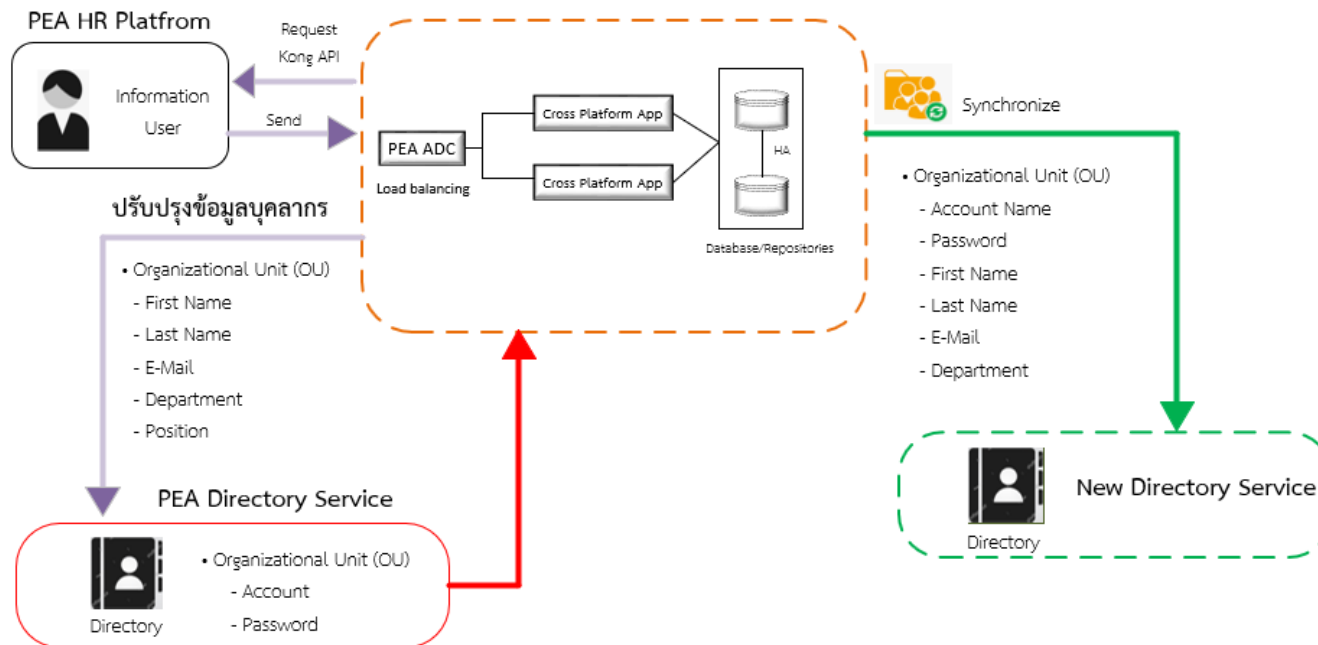 PEA HR Platfrom
Information
User
Request
Kong API
Send
PEA ADC
Load balancing
Cross Platform App
Cross Platform App
HA
Database/Repositories
Synchronize
• Organizational Unit (OU)
- Account Name
- Password
- First Name
- Last Name
- E-Mail
- Department
ปรับปรุงข้อมูลบุคลากร
• Organizational Unit (OU)
- First Name
- Last Name
- E-Mail
- Department
- Position
PEA Directory Service
Directory
• Organizational Unit (OU)
- Account
- Password
New Directory Service
Directory